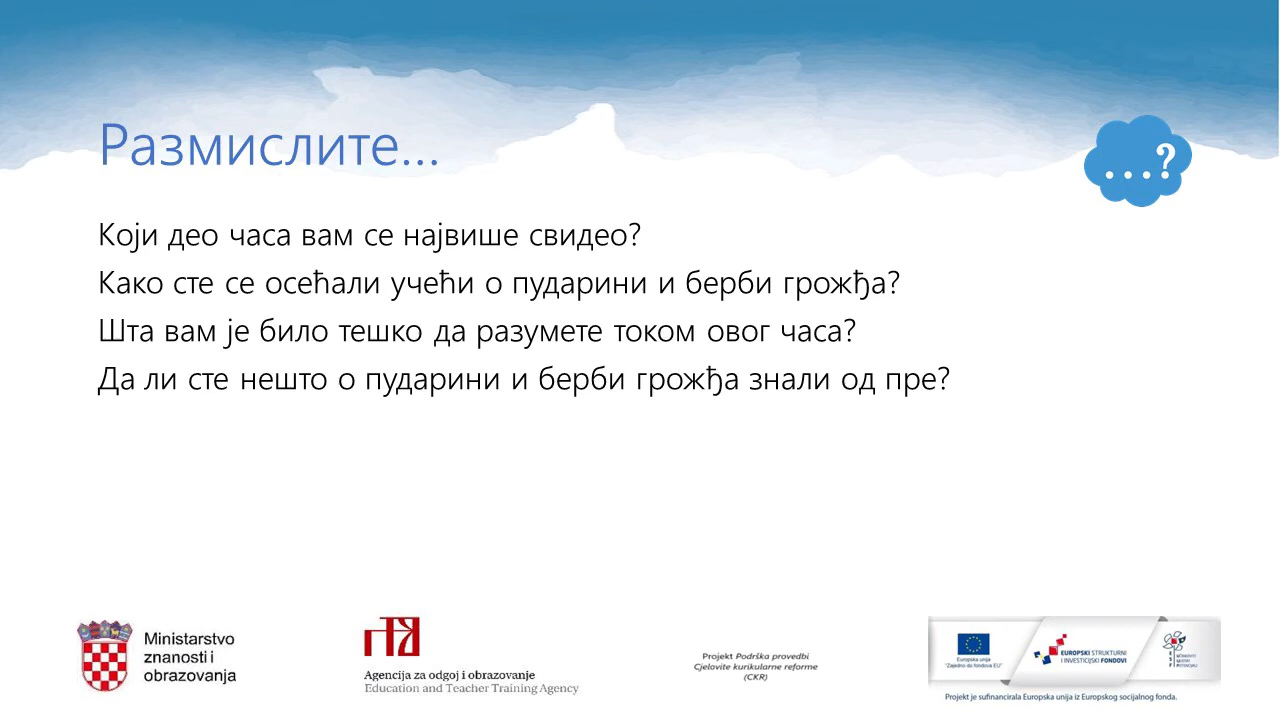 Размислите...
...?
Који део часа вам се највише свидео?
Како сте се осећали учећи о пударини и берби грожђа?
Шта вам је било тешко да разумете током овог часа?
Да ли сте нешто о пударини и берби грожђа знали од пре?
Ministarstvo
znanosti i
obrazovanja
Agencija za odgoj i obrazovanje
Education and Teacher Training Agency
Projekt Podrška provedbi
Cjelovite kurikularne reforme
(CKR)
Europska unija
"Zajedno do fondova EU"
EUROPSKI STRUKTURNI
I INVESTICIJSKI FONDOVI
Projekt je sufinancirala Europska unija iz Europskog socijalnog fonda.